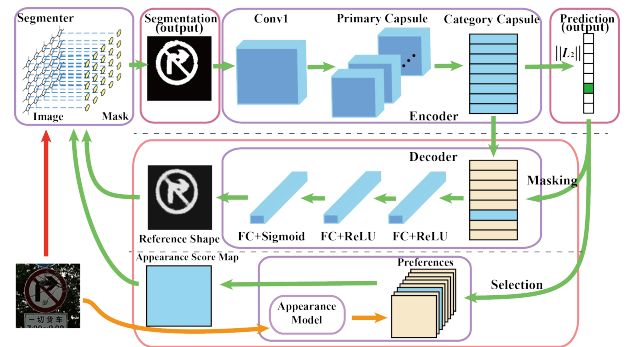 Segmenter
Image
Mask
Segmentation
(output)
Conv1
Primary Capsule
Category Capsule
Encoder
Prediction
(output)
||L₂||
Decoder
Masking
FC+Sigmoid
FC+ReLU
FC+ReLU
Reference Shape
Appearance Score Map
Preferences
Selection
Appearance
Model
一切货车